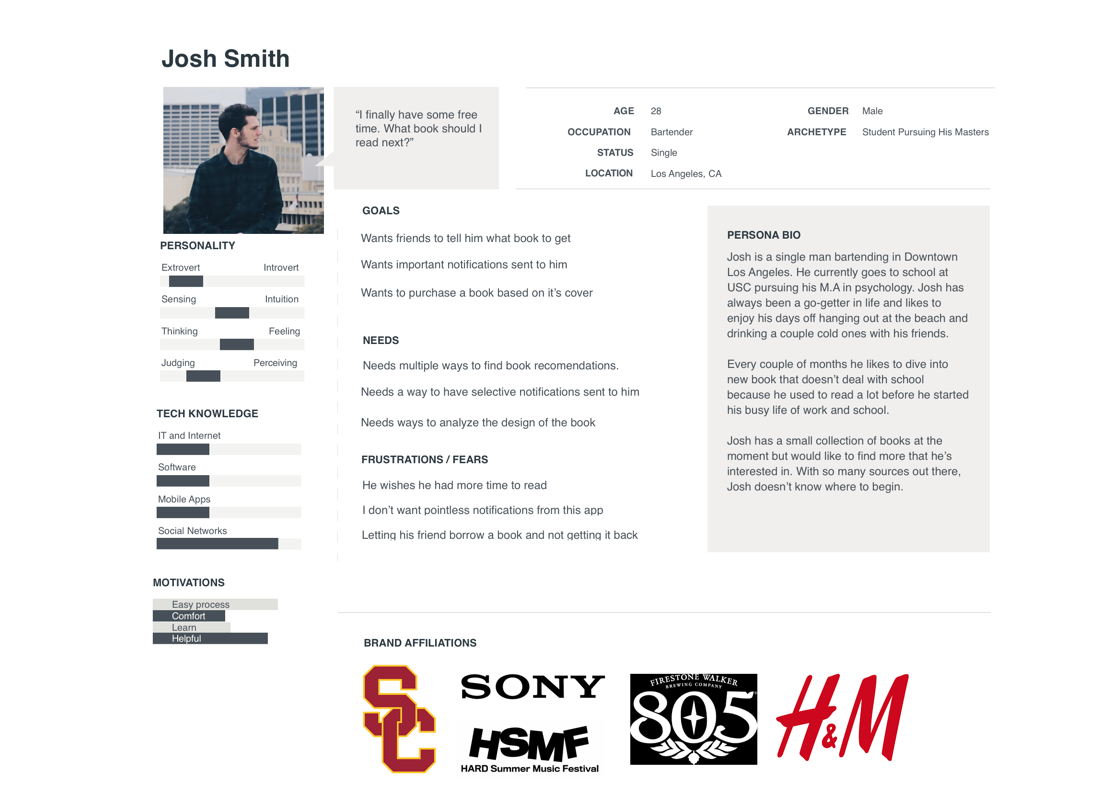 Josh Smith
“I finally have some free
time. What book should I
read next?”
AGE 28
OCCUPATION Bartender
STATUS Single
LOCATION Los Angeles, CA
GENDER Male
ARCHETYPE Student Pursuing His Masters
PERSONALITY
Extrovert Introvert
Sensing Intuition
Thinking Feeling
Judging Perceiving
TECH KNOWLEDGE
IT and Internet
Software
Mobile Apps
Social Networks
MOTIVATIONS
Easy process
Comfort
Learn
Helpful
GOALS
Wants friends to tell him what book to get
Wants important notifications sent to him
Wants to purchase a book based on it’s cover
NEEDS
Needs multiple ways to find book recomendations.
Needs a way to have selective notifications sent to him
Needs ways to analyze the design of the book
FRUSTRATIONS / FEARS
He wishes he had more time to read
I don’t want pointless notifications from this app
Letting his friend borrow a book and not getting it back
PERSONA BIO
Josh is a single man bartending in Downtown
Los Angeles. He currently goes to school at
USC pursuing his M.A in psychology. Josh has
always been a go-getter in life and likes to
enjoy his days off hanging out at the beach and
drinking a couple cold ones with his friends.
Every couple of months he likes to dive into
new book that doesn’t deal with school
because he used to read a lot before he started
his busy life of work and school.
Josh has a small collection of books at the
moment but would like to find more that he’s
interested in. With so many sources out there,
Josh doesn’t know where to begin.
BRAND AFFILIATIONS
SC
SONY
HSMF
HARD Summer Music Festival
FIRESTONE WALKER
BREWING COMPANY
805
H&M